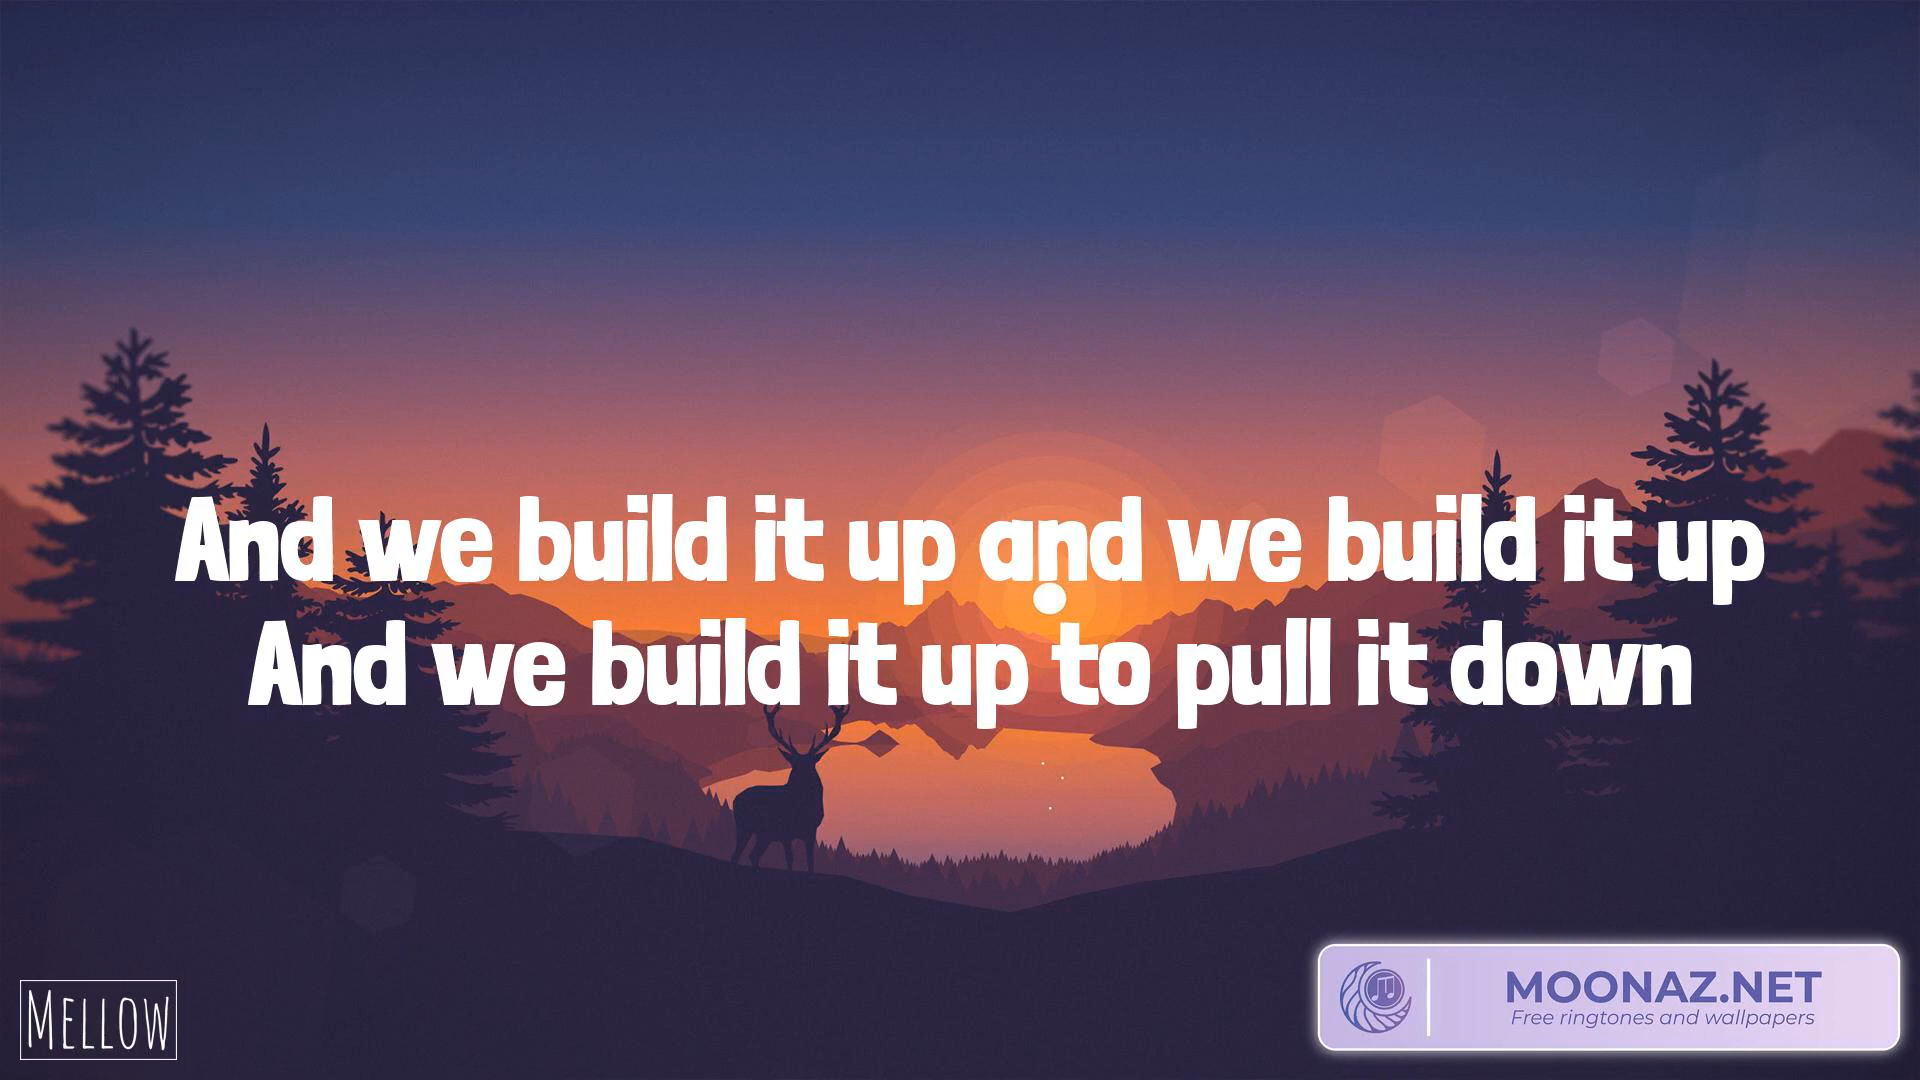 And we build it up and we build it up
And we build it up to pull it down
MELLOW
MOONAZ.NET
Free ringtones and wallpapers